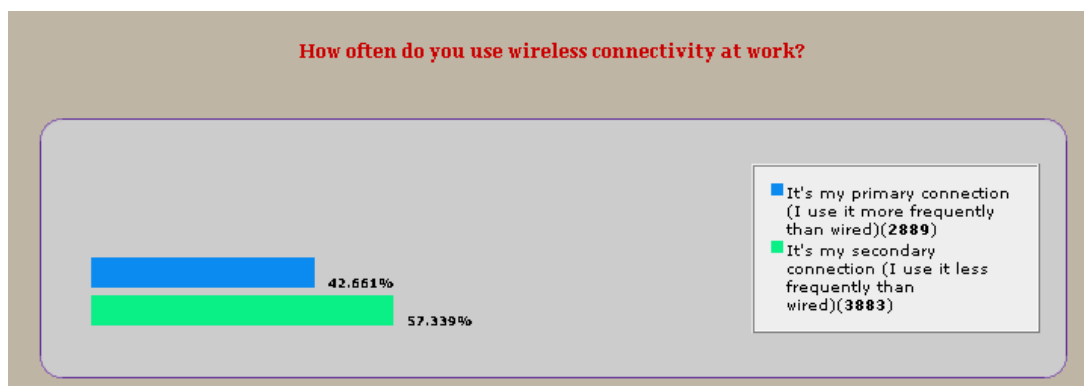 How often do you use wireless connectivity at work?
42.661%
57.339%
It's my primary connection
(I use it more frequently
than wired)(2889)
It's my secondary
connection (I use it less
frequently than
wired)(3883)